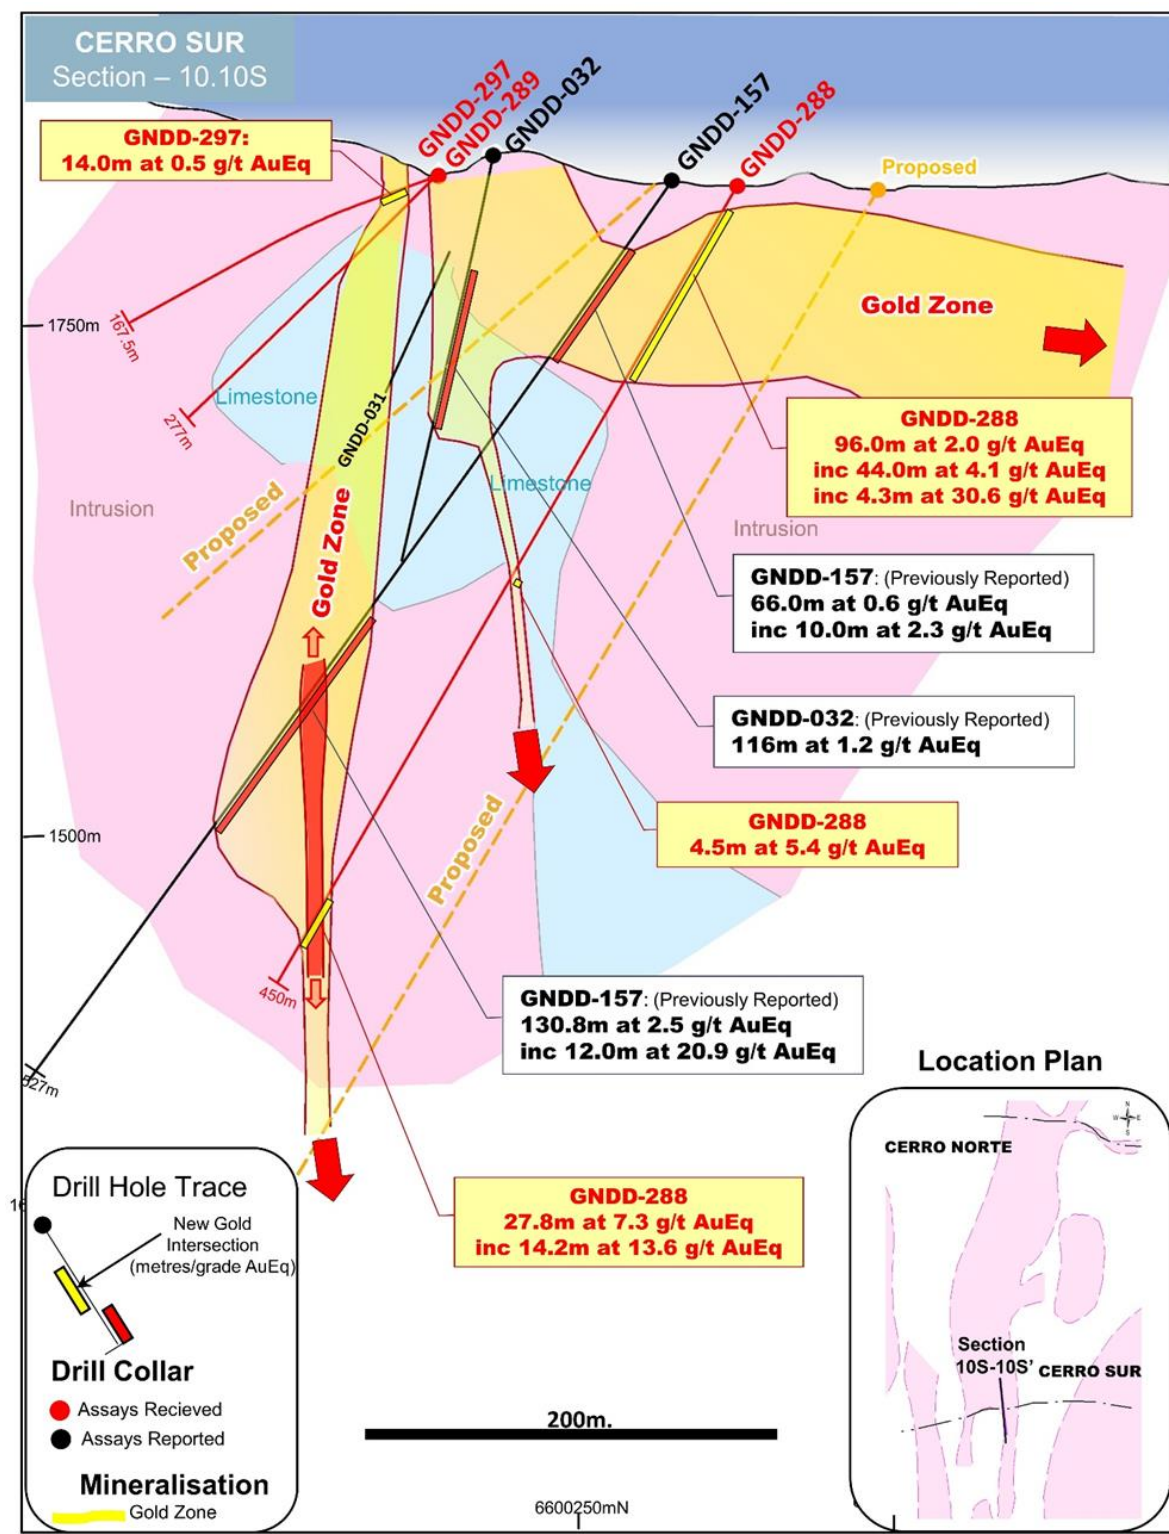 CERRO SUR
Section – 10.10S
GNDD-297
GNDD-289
GNDD-032
GNDD-157
GNDD-288
Proposed
GNDD-297:
14.0m at 0.5 g/t AuEq
1750m
167.5m
277m
Limestone
GNDD-031
Gold Zone
GNDD-288
96.0m at 2.0 g/t AuEq
inc 44.0m at 4.1 g/t AuEq
inc 4.3m at 30.6 g/t AuEq
Limestone
Intrusion
Intrusion
Proposed
Gold Zone
GNDD-157: (Previously Reported)
66.0m at 0.6 g/t AuEq
inc 10.0m at 2.3 g/t AuEq
GNDD-032: (Previously Reported)
116m at 1.2 g/t AuEq
GNDD-288
4.5m at 5.4 g/t AuEq
1500m
Proposed
450m
GNDD-157: (Previously Reported)
130.8m at 2.5 g/t AuEq
inc 12.0m at 20.9 g/t AuEq
527m
GNDD-288
27.8m at 7.3 g/t AuEq
inc 14.2m at 13.6 g/t AuEq
Location Plan
N
W E
S
CERRO NORTE
Section
10S-10S’
CERRO SUR
Drill Hole Trace
New Gold
Intersection
(metres/grade AuEq)
Drill Collar
Assays Recieved
Assays Reported
Mineralisation
Gold Zone
200m.
6600250mN